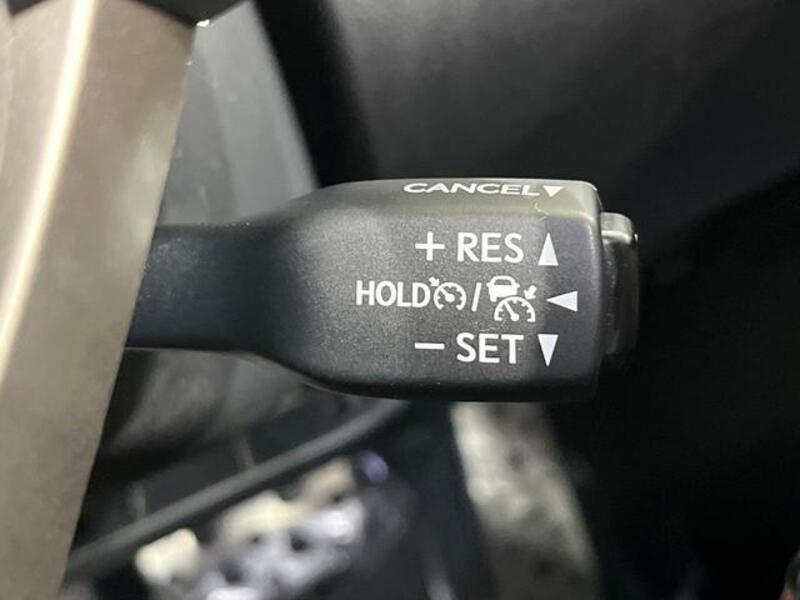 CANCEL▼
+ RES ▲
HOLD / ◀
− SET ▼